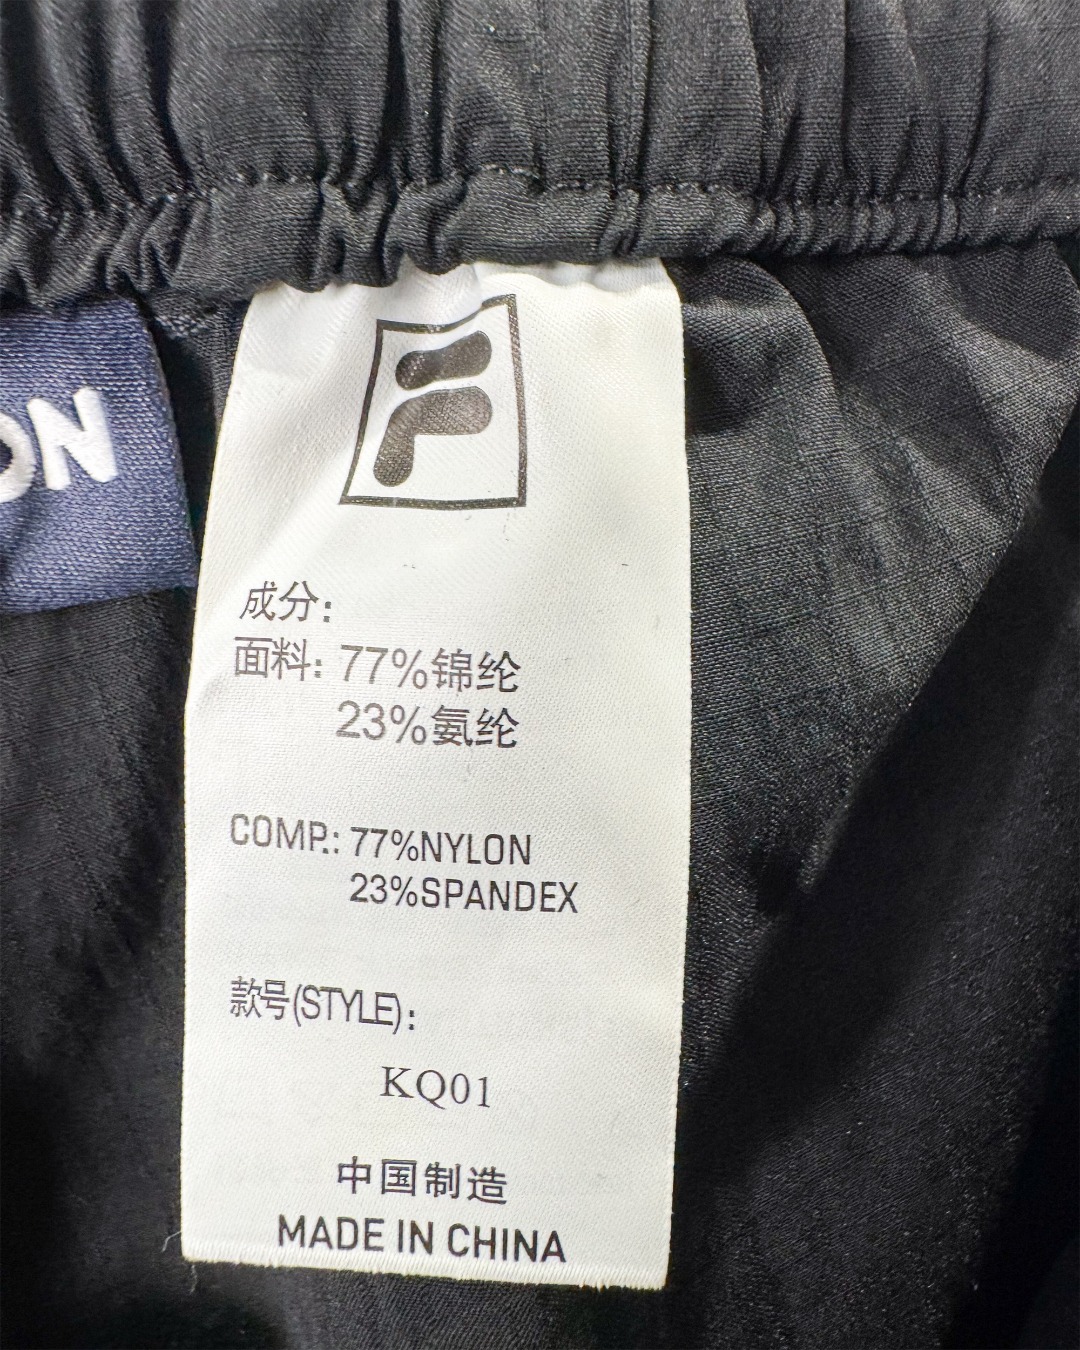 ON
F
成分:
面料: 77%锦纶
23%氨纶
COMP.: 77%NYLON
23%SPANDEX
款号(STYLE):
KQ01
中国制造
MADE IN CHINA